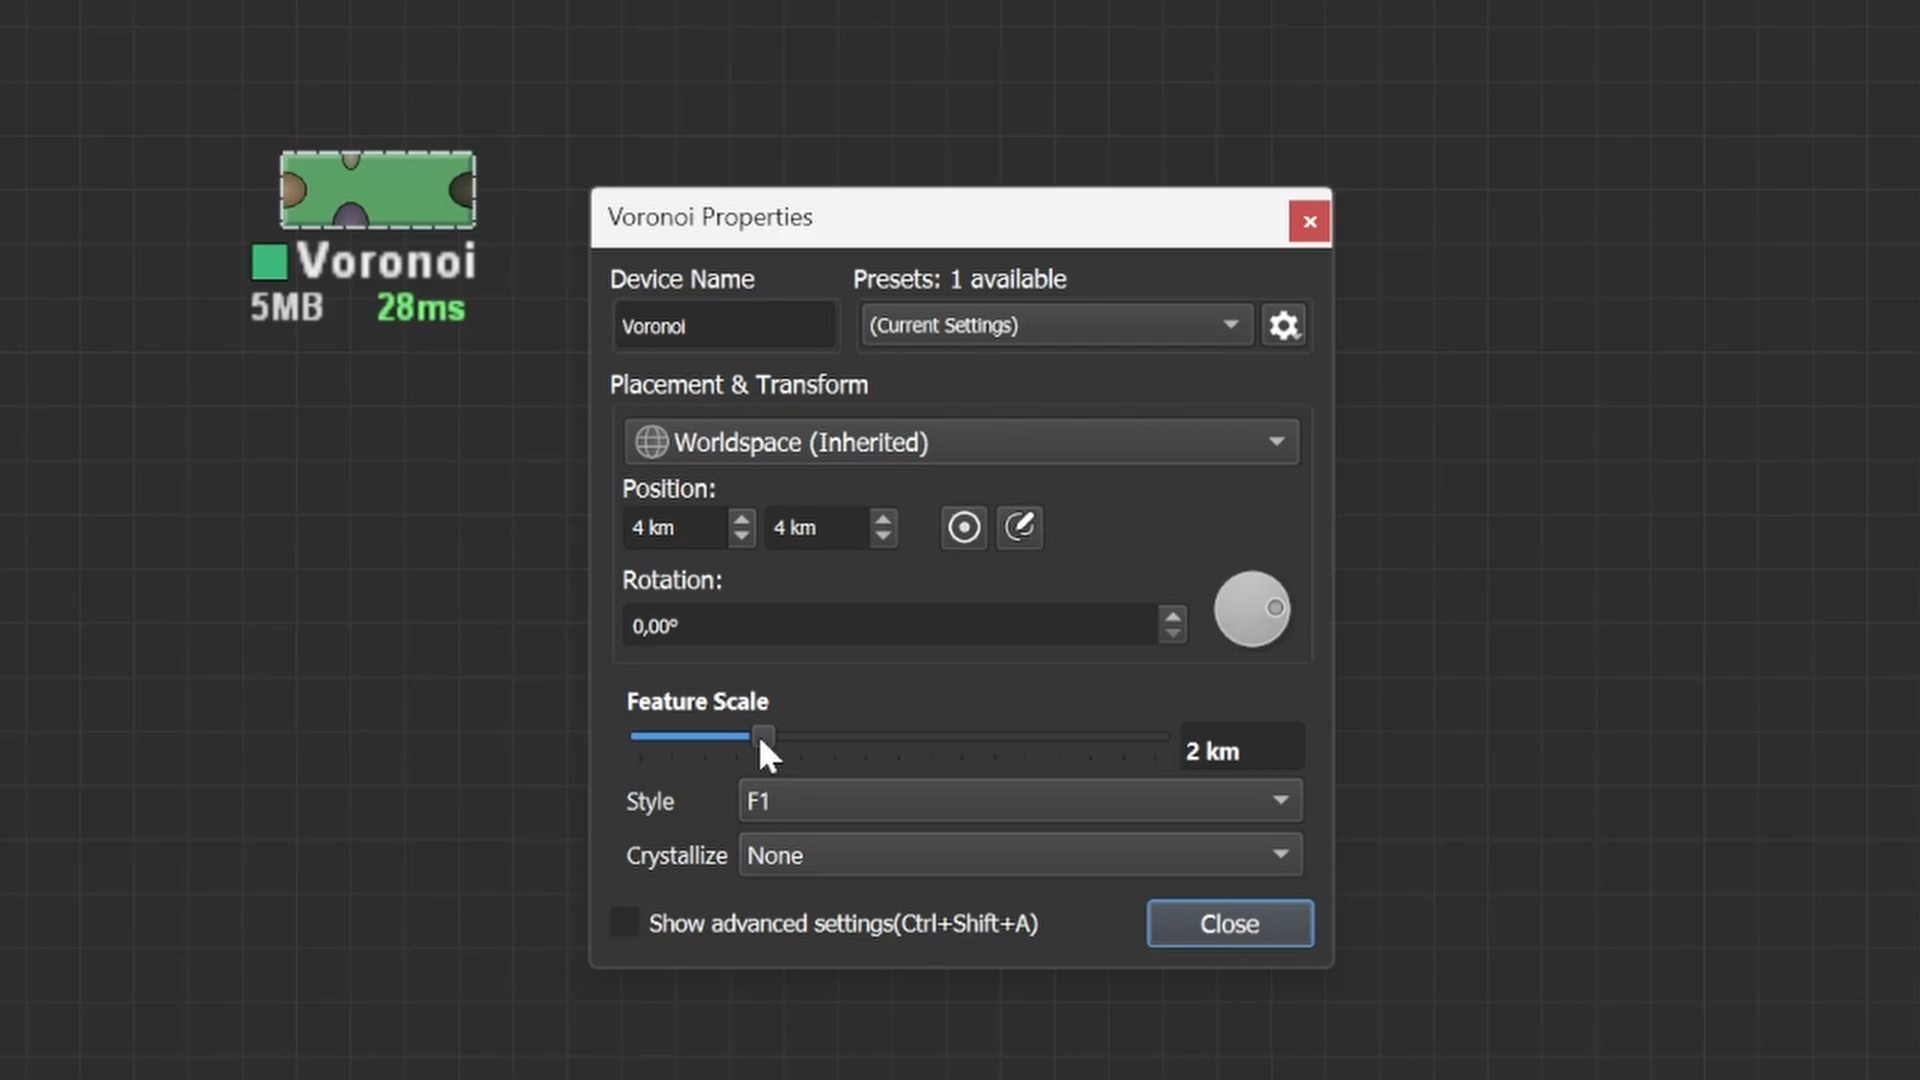 Voronoi
5MB 28ms
Voronoi Properties
Device Name
Presets: 1 available
Voronoi
(Current Settings)
Placement & Transform
Worldspace (Inherited)
Position:
4 km
4 km
Rotation:
0,00°
Feature Scale
2 km
Style
F1
Crystallize
None
Show advanced settings(Ctrl+Shift+A)
Close